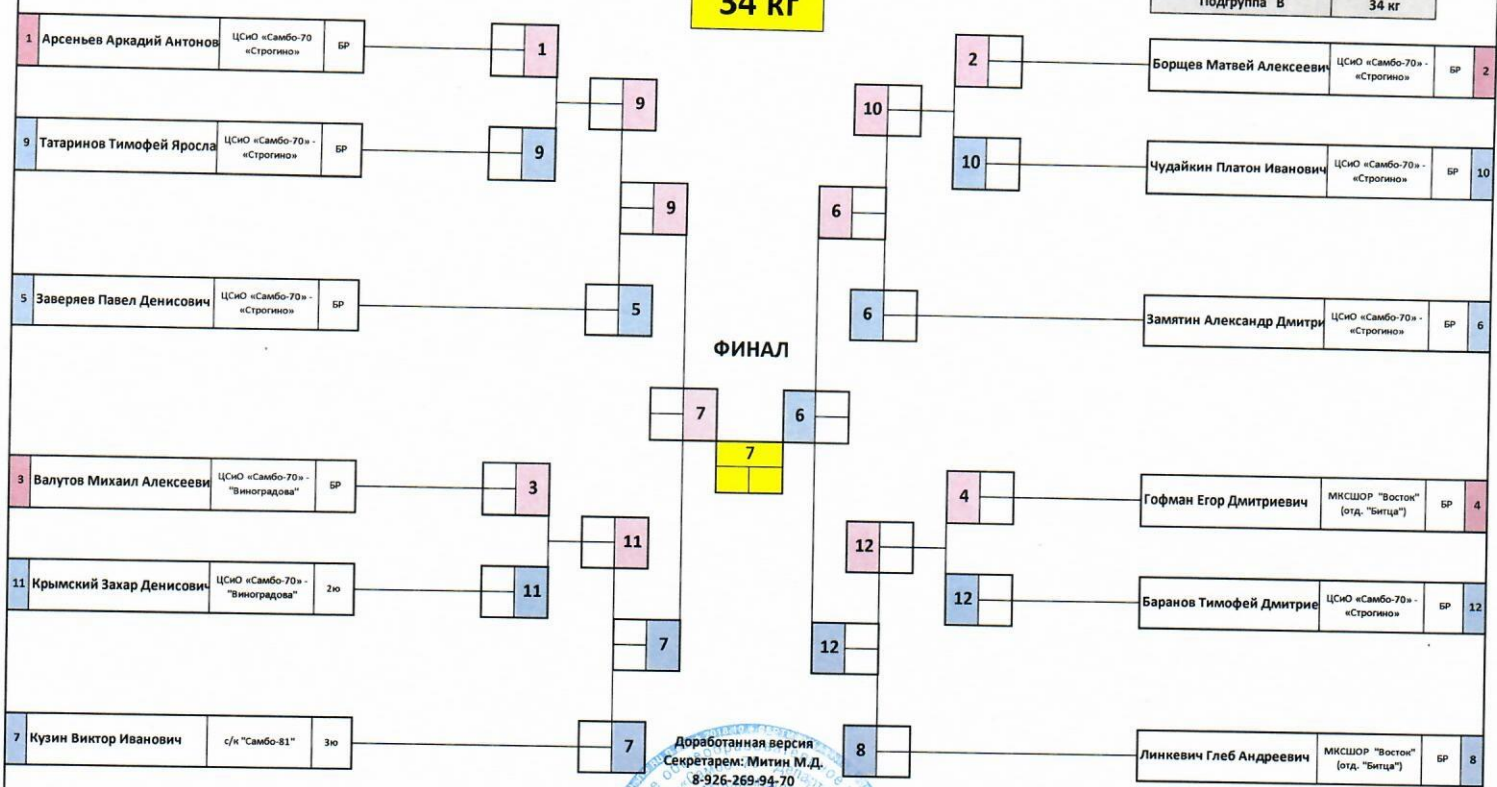 34 кг
Подгруппа В 34 кг
1 Арсеньев Аркадий Антонов ЦСиО «Самбо-70 «Строгино» БР
1
9
9 Татаринов Тимофей Яросла ЦСиО «Самбо-70» - «Строгино» БР
9
9
5 Заверяев Павел Денисович ЦСиО «Самбо-70» - «Строгино» БР
5
3 Валутов Михаил Алексееви ЦСиО «Самбо-70» - "Виноградова" БР
3
11
11 Крымский Захар Денисович ЦСиО «Самбо-70» - "Виноградова" 2ю
11
7
7 Кузин Виктор Иванович с/к "Самбо-81" 3ю
7
ФИНАЛ
7
6
7
2
Борщев Матвей Алексеевич ЦСиО «Самбо-70» - «Строгино» БР 2
10
10
Чудайкин Платон Иванович ЦСиО «Самбо-70» - «Строгино» БР 10
6
6
Замятин Александр Дмитри ЦСиО «Самбо-70» - «Строгино» БР 6
4
Гофман Егор Дмитриевич МКСШОР "Восток" (отд. "Битца") БР 4
12
12
Баранов Тимофей Дмитрие ЦСиО «Самбо-70» - «Строгино» БР 12
12
8
Линкевич Глеб Андреевич МКСШОР "Восток" (отд. "Битца") БР 8
Доработанная версия
Секретарем: Митин М.Д.
8-926-269-94-70